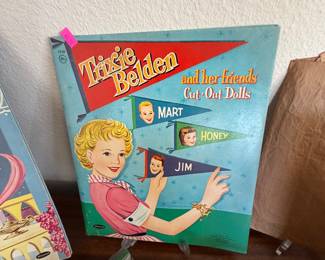 Trixie
Belden
and her friends
Cut-Out Dolls
MART
HONEY
JIM